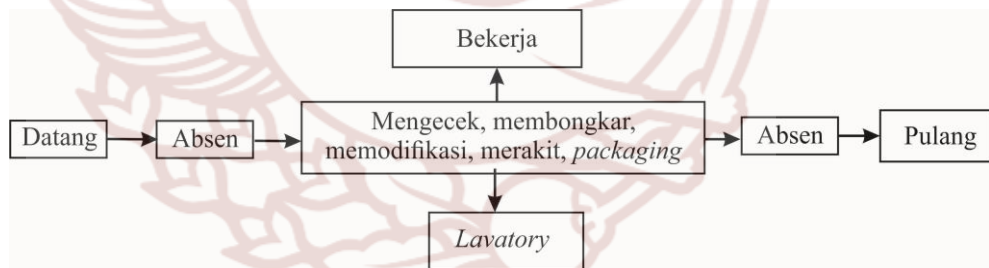 Bekerja
Datang
Absen
Mengecek, membongkar,
memodifikasi, merakit, packaging
Absen
Pulang
Lavatory